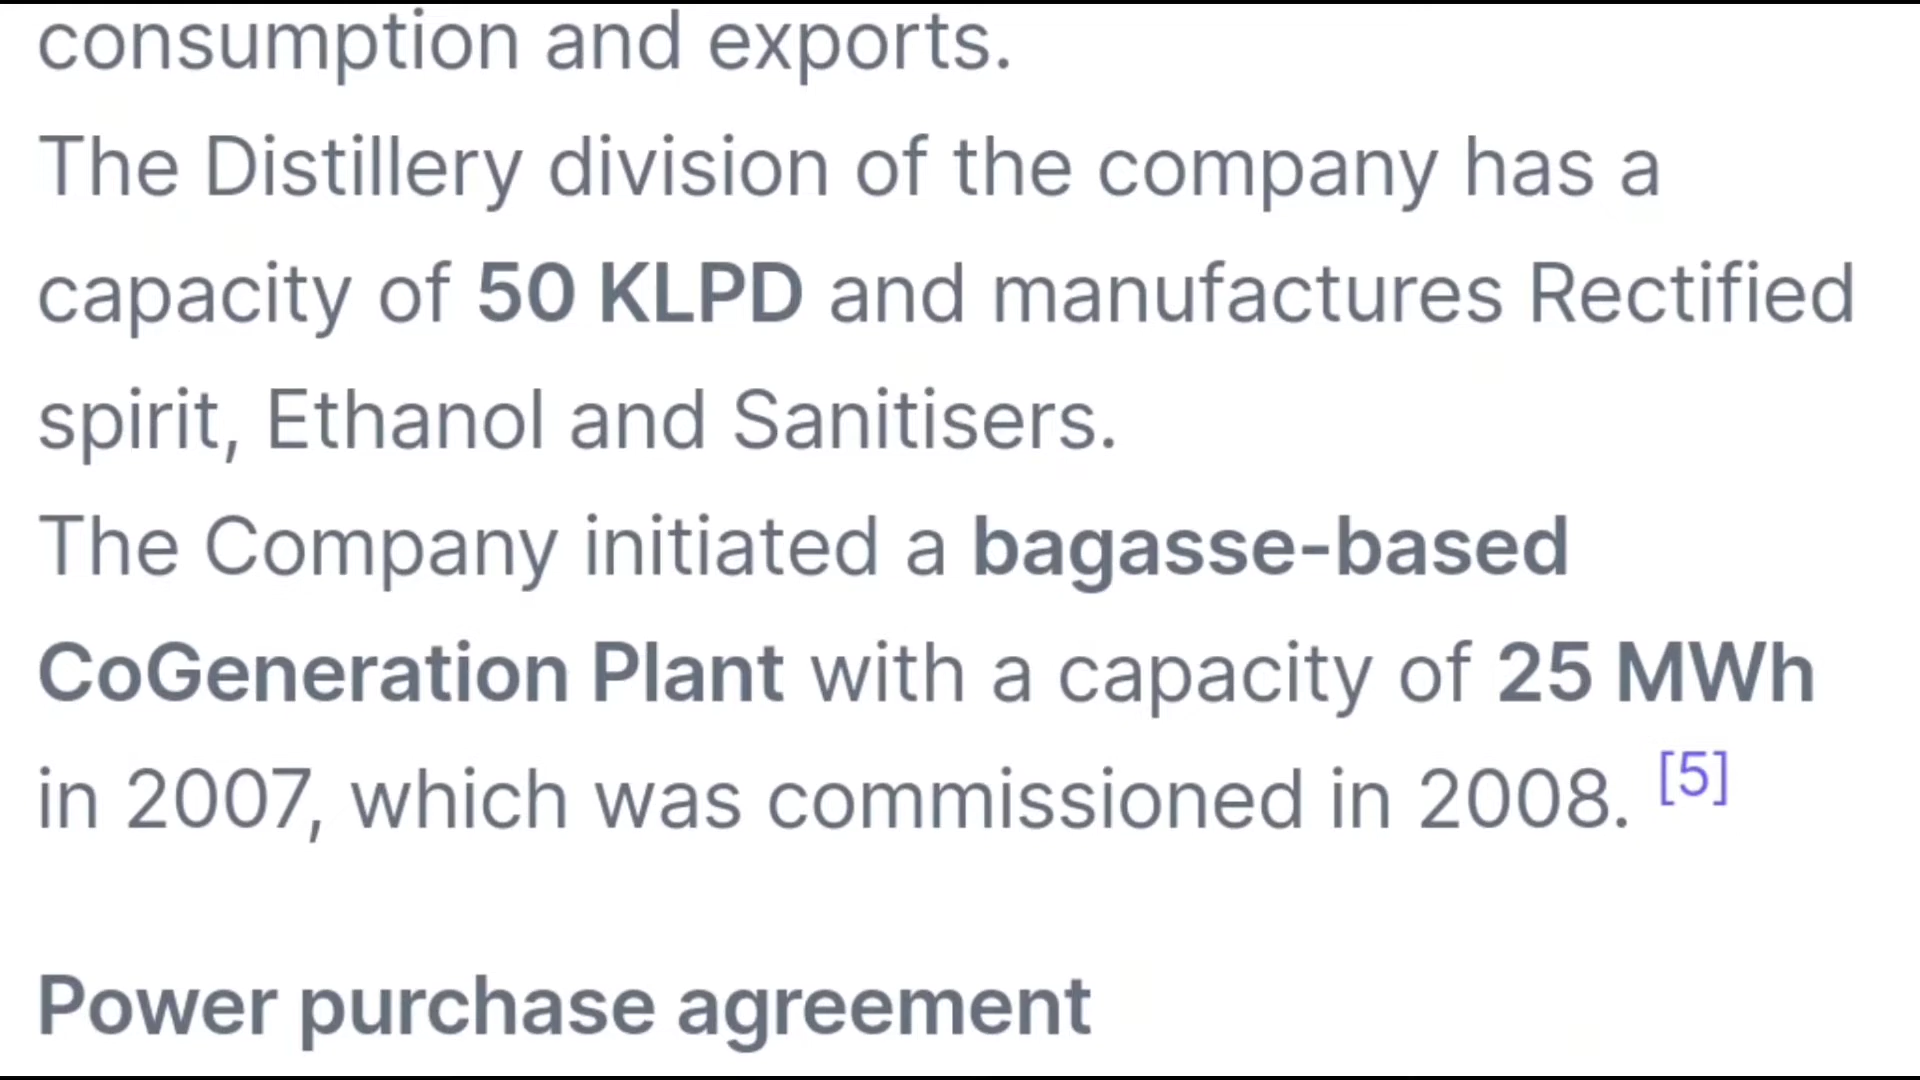 consumption and exports.
The Distillery division of the company has a
capacity of 50 KLPD and manufactures Rectified
spirit, Ethanol and Sanitisers.
The Company initiated a bagasse-based
CoGeneration Plant with a capacity of 25 MWh
in 2007, which was commissioned in 2008. [5]
Power purchase agreement